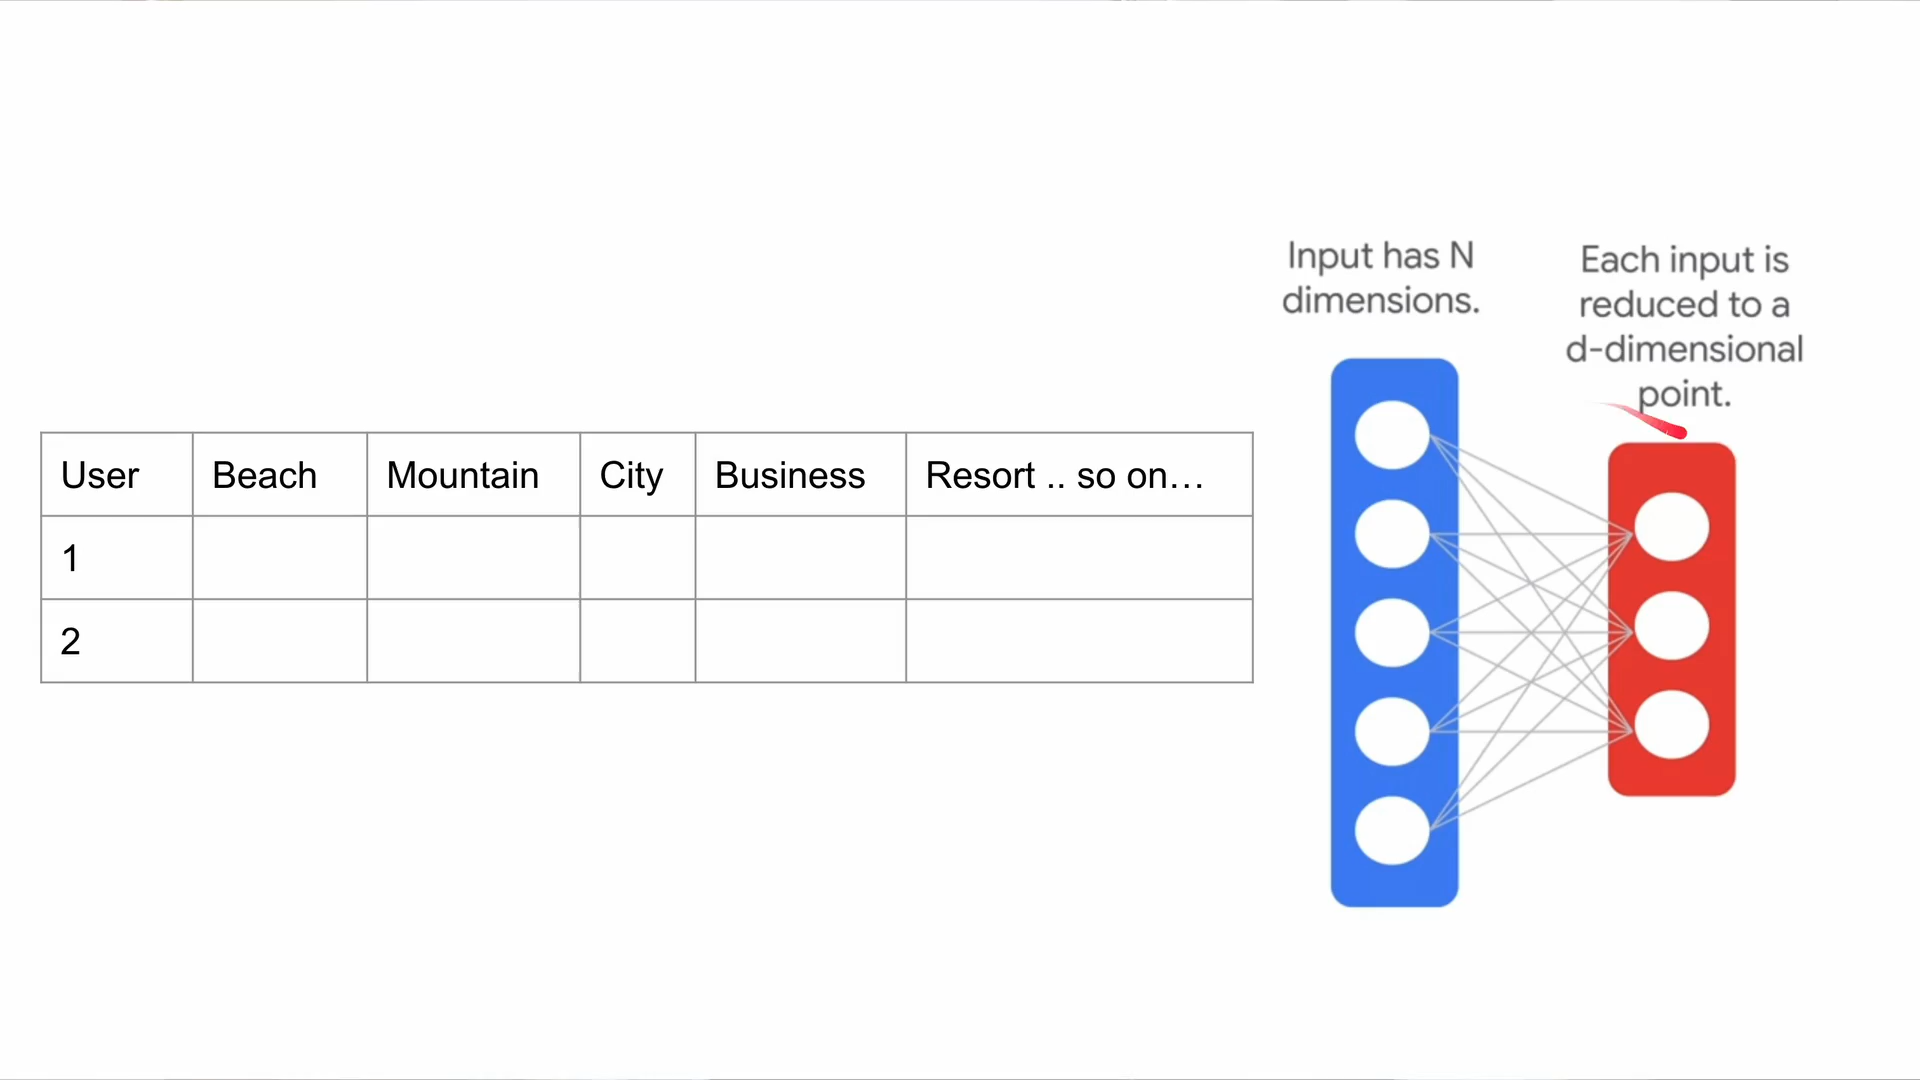 Input has N
dimensions.
Each input is
reduced to a
d-dimensional
point.
User Beach Mountain City Business Resort .. so on…
1
2